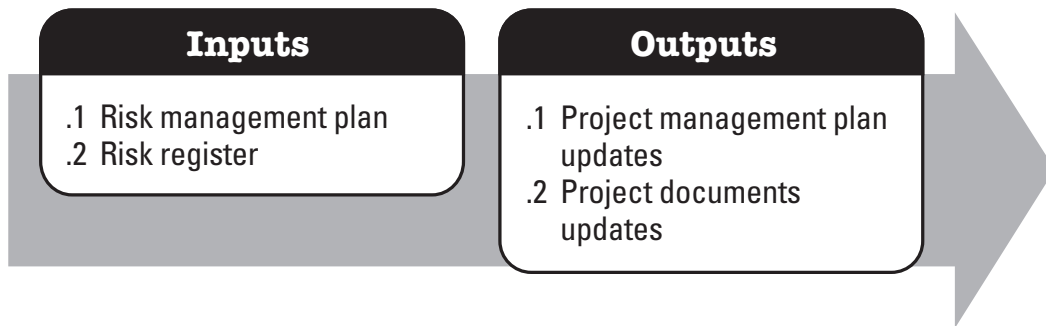 Inputs
.1 Risk management plan
.2 Risk register
Outputs
.1 Project management plan
updates
.2 Project documents
updates